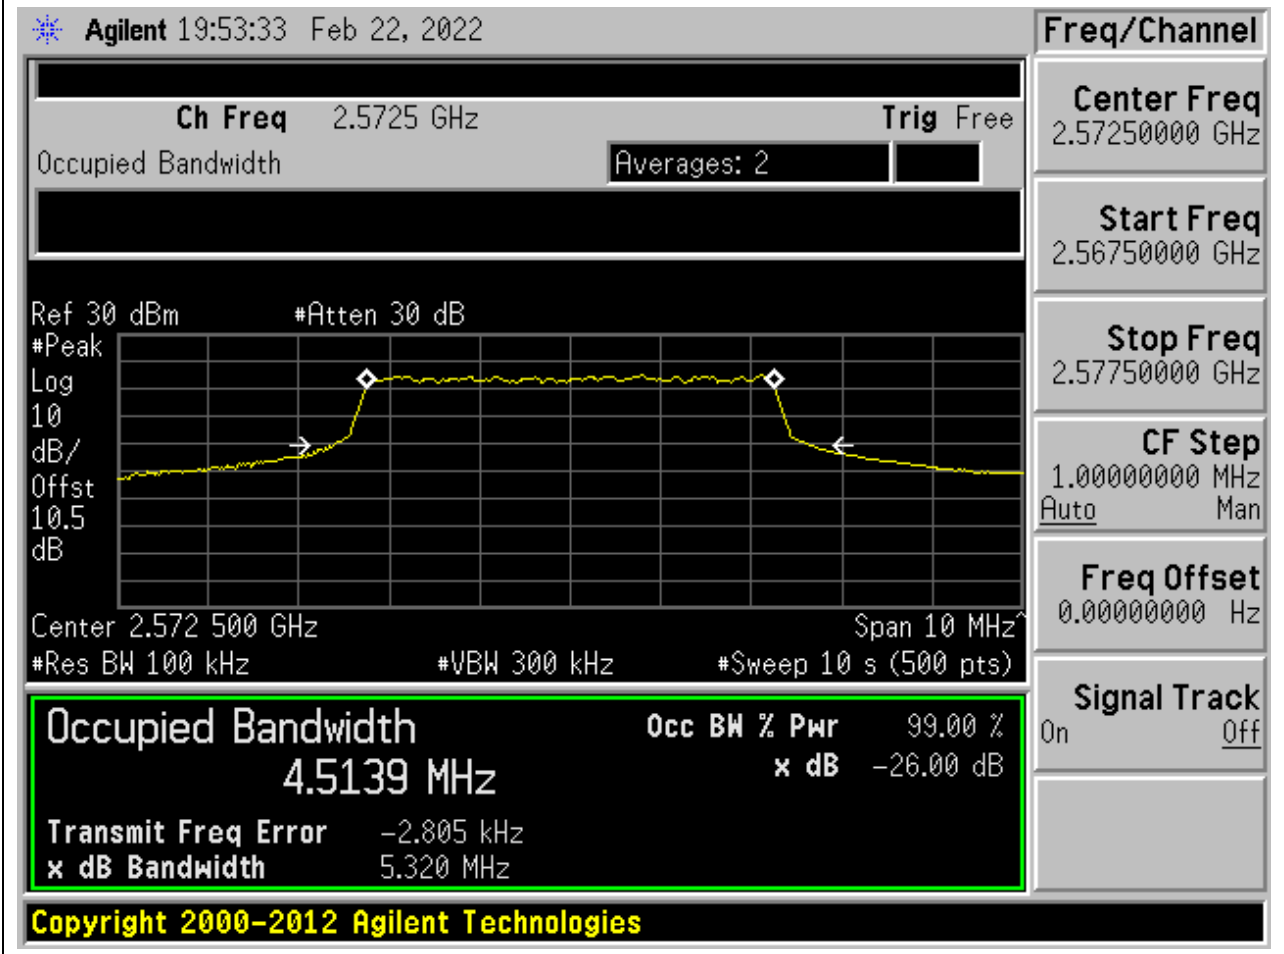 Agilent 19:53:33 Feb 22, 2022
Freq/Channel
Ch Freq 2.5725 GHz Trig Free
Occupied Bandwidth Averages: 2
Center Freq
2.57250000 GHz
Start Freq
2.56750000 GHz
Stop Freq
2.57750000 GHz
CF Step
1.00000000 MHz
Auto Man
Freq Offset
0.00000000 Hz
Signal Track
On Off
Ref 30 dBm #Atten 30 dB
#Peak
Log
10
dB/
Offst
10.5
dB
Center 2.572 500 GHz Span 10 MHz^
#Res BW 100 kHz #VBW 300 kHz #Sweep 10 s (500 pts)
Occupied Bandwidth Occ BW % Pwr 99.00 %
4.5139 MHz x dB -26.00 dB
Transmit Freq Error -2.805 kHz
x dB Bandwidth 5.320 MHz
Copyright 2000-2012 Agilent Technologies